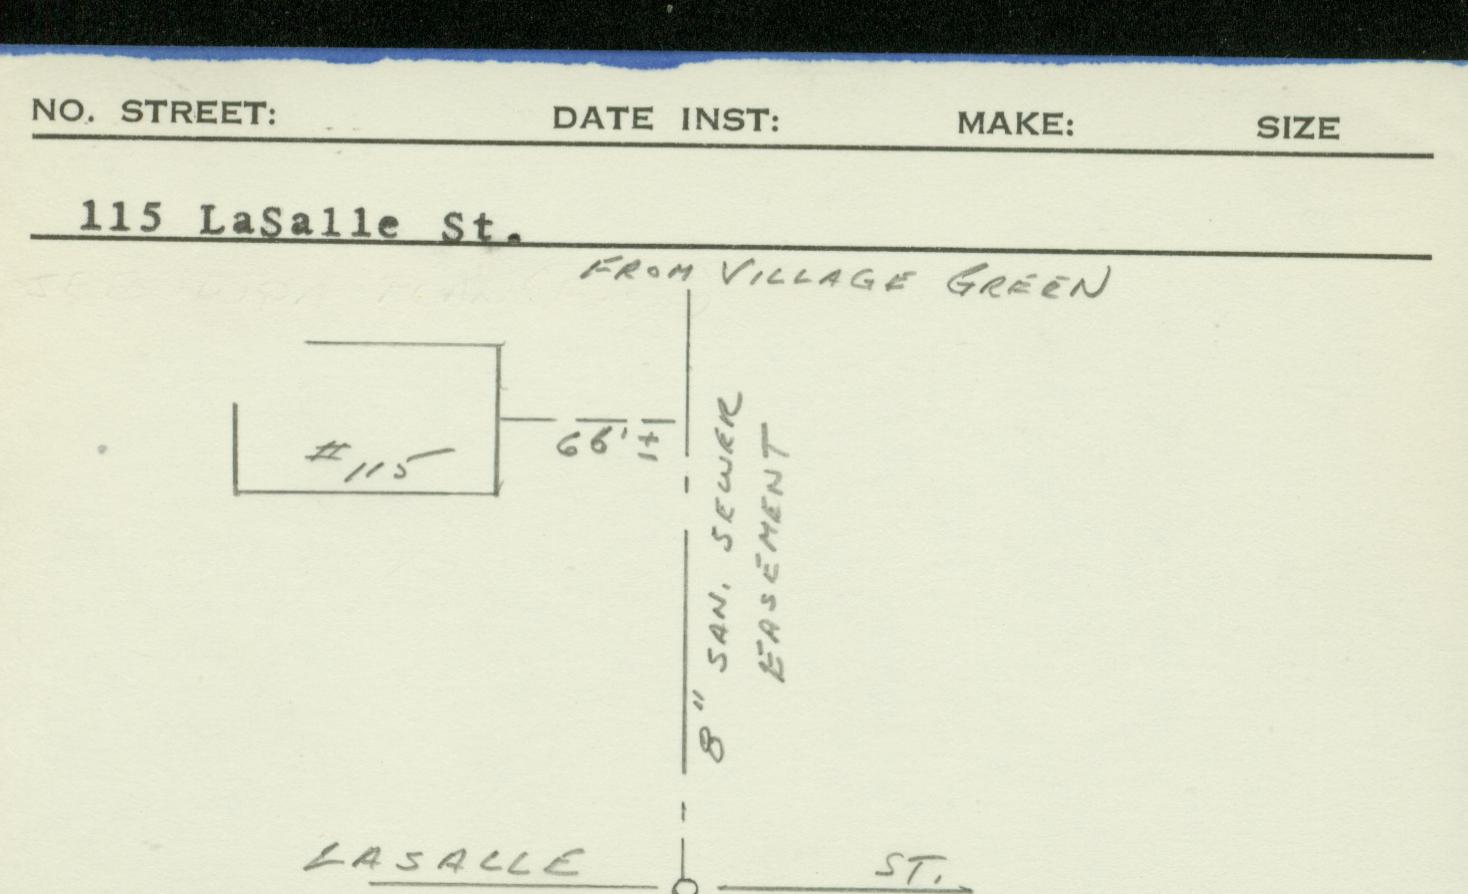 NO. STREET: DATE INST: MAKE: SIZE
115 LaSalle St.
FROM VILLAGE GREEN
66'±
#115
8" SAN. SEWER
EASEMENT
LASALLE ST.